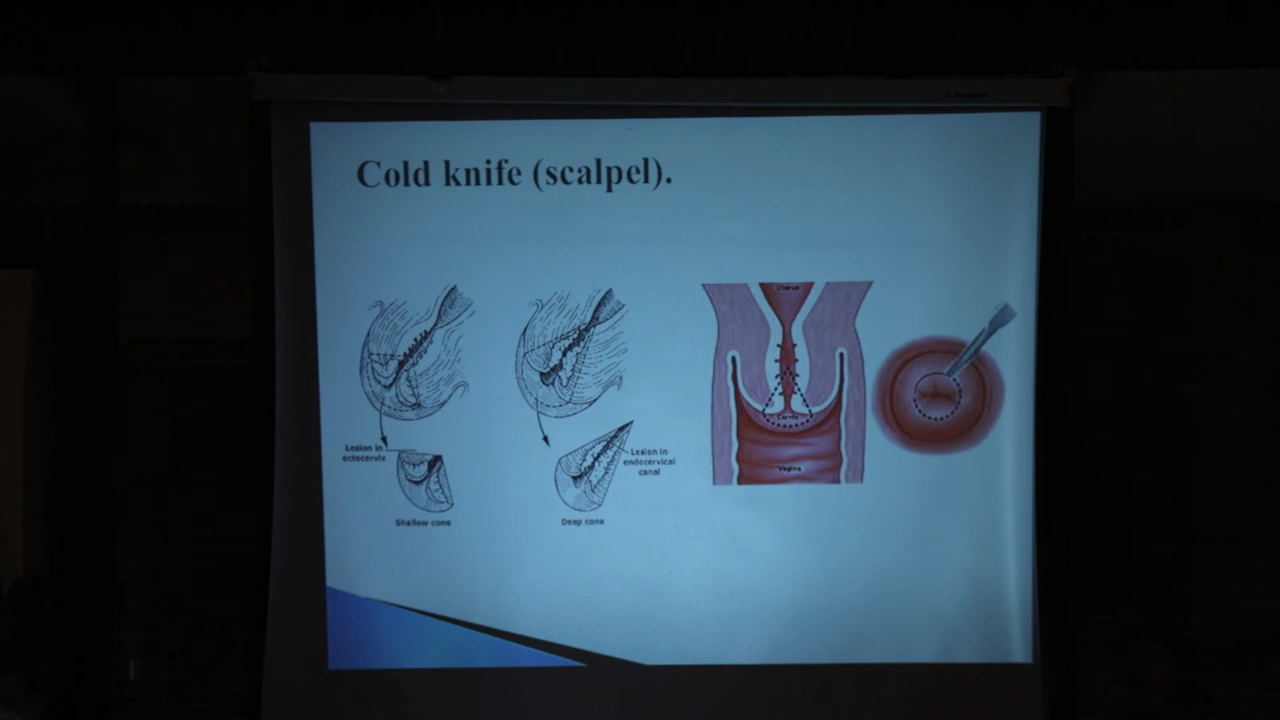 Cold knife (scalpel).
Lesion in
ectocervix
Shallow cone
Lesion in
endocervical
canal
Deep cone
Uterus
Cervix
Vagina